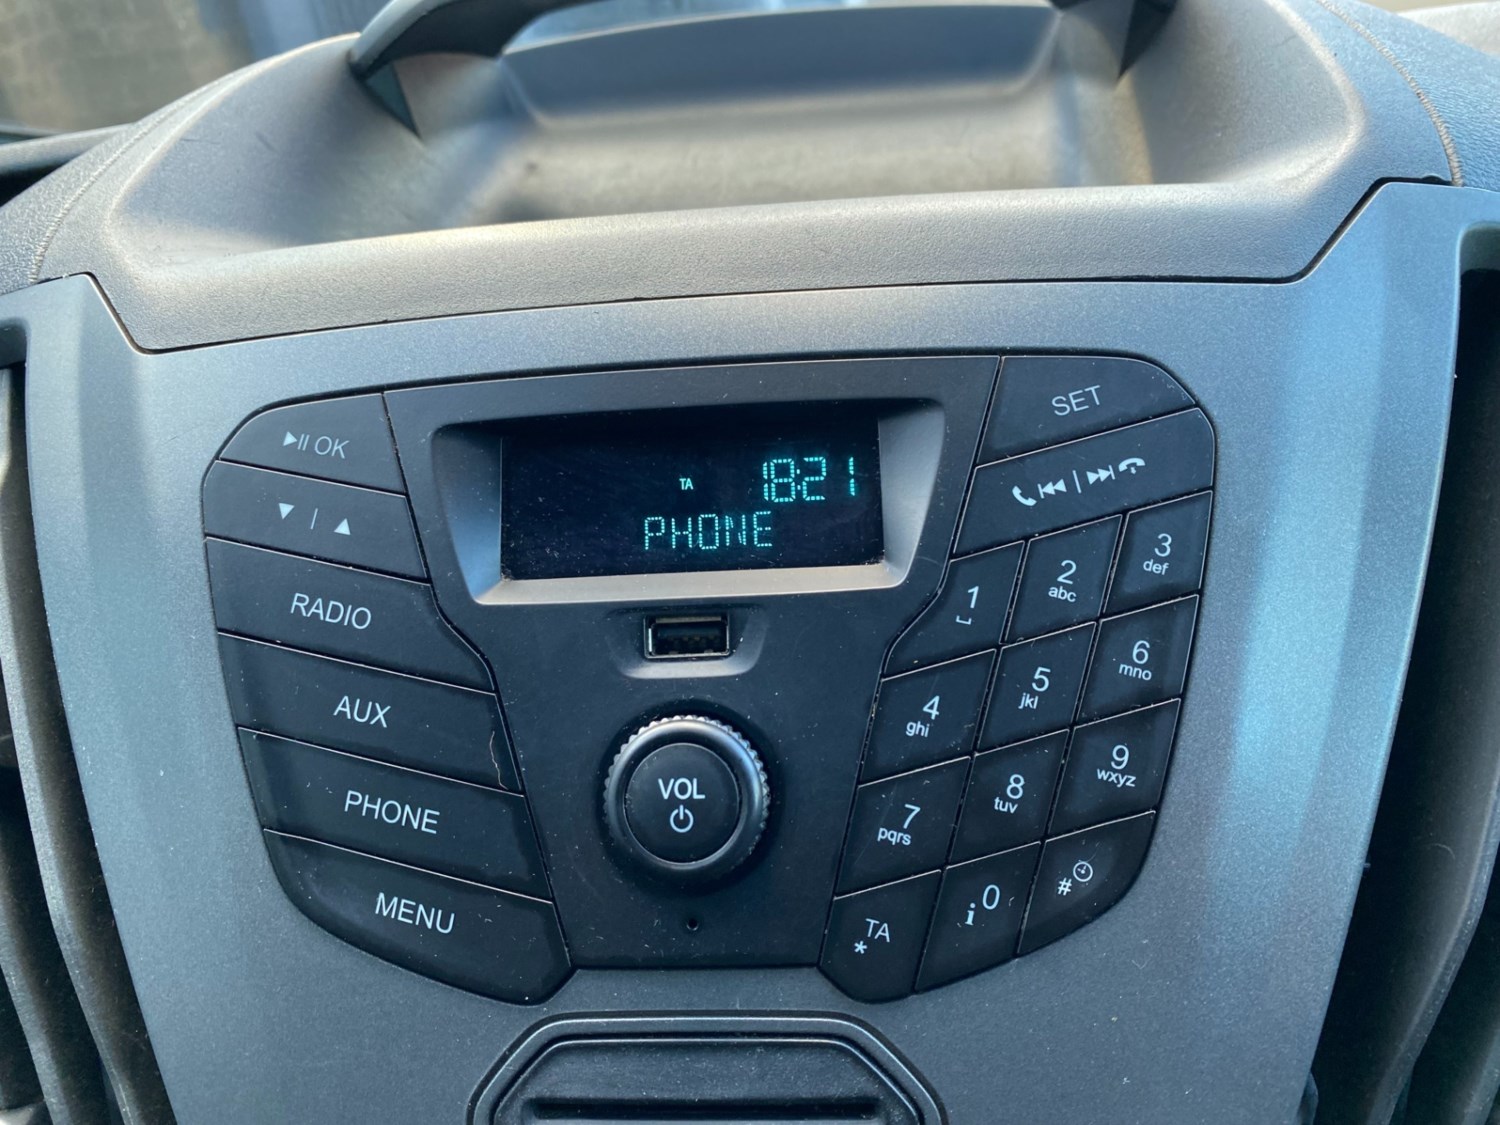 OK
RADIO
AUX
PHONE
MENU
TA 18:21
PHONE
VOL
SET
1
2
abc
3
def
4
ghi
5
jkl
6
mno
7
pqrs
8
tuv
9
wxyz
* TA
i 0
#